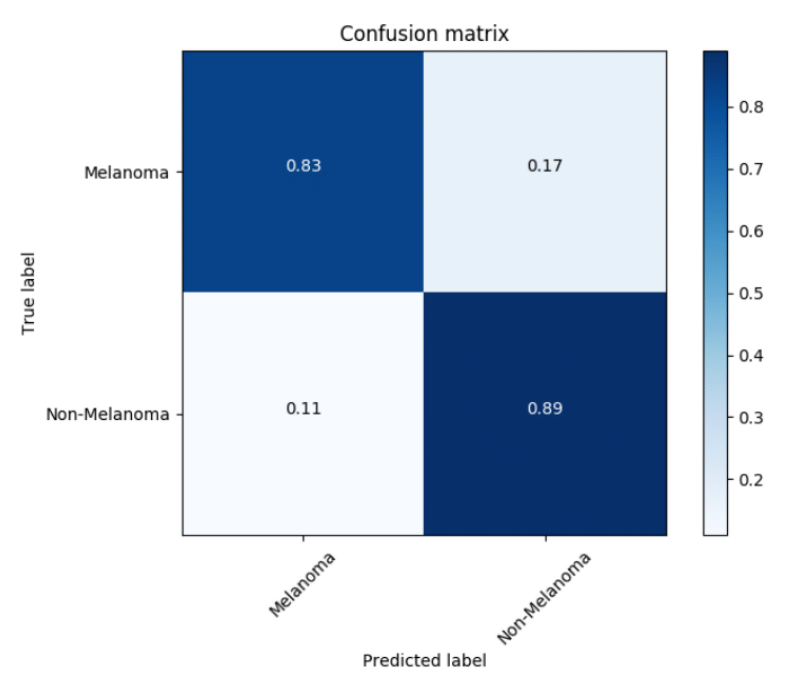 Confusion matrix
True label
Melanoma
0.83
0.17
Non-Melanoma
0.11
0.89
Melanoma
Non-Melanoma
Predicted label
0.8
0.7
0.6
0.5
0.4
0.3
0.2